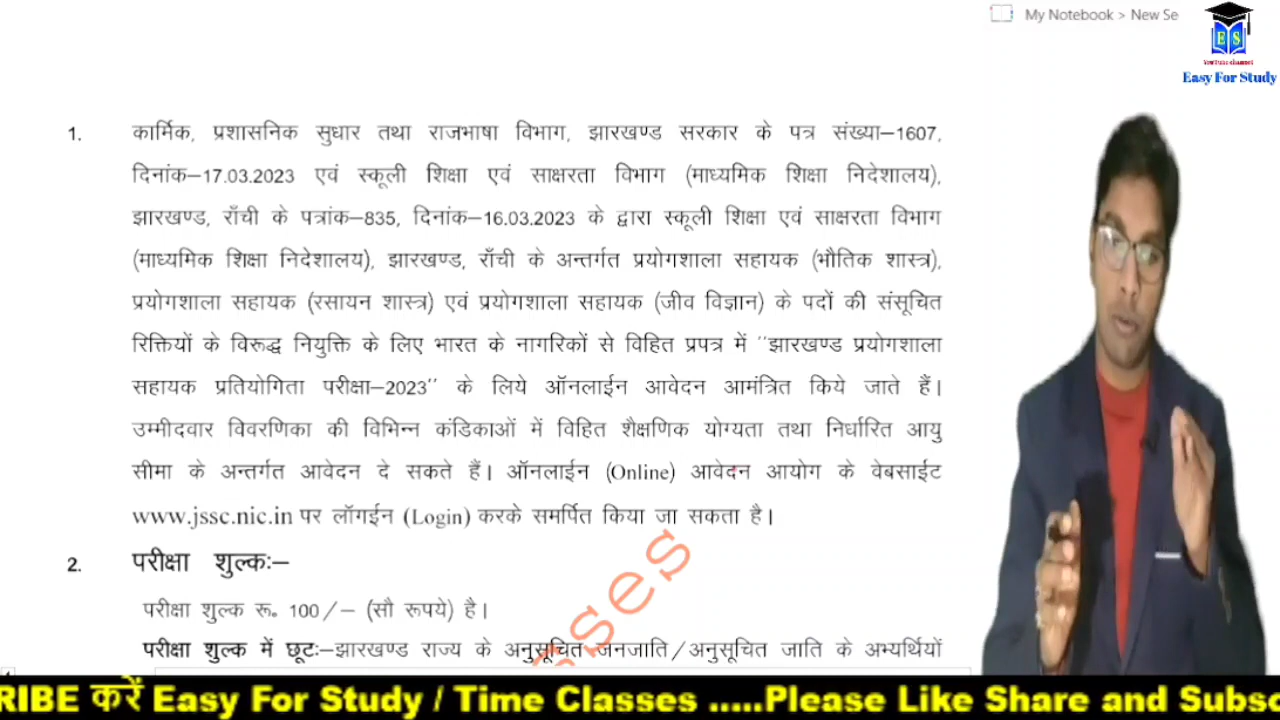 My Notebook > New Se
E S
YouTube channel
Easy For Study
1. कार्मिक, प्रशासनिक सुधार तथा राजभाषा विभाग, झारखण्ड सरकार के पत्र संख्या–1607,
दिनांक–17.03.2023 एवं स्कूली शिक्षा एवं साक्षरता विभाग (माध्यमिक शिक्षा निदेशालय),
झारखण्ड, राँची के पत्रांक–835, दिनांक–16.03.2023 के द्वारा स्कूली शिक्षा एवं साक्षरता विभाग
(माध्यमिक शिक्षा निदेशालय), झारखण्ड, राँची के अन्तर्गत प्रयोगशाला सहायक (भौतिक शास्त्र),
प्रयोगशाला सहायक (रसायन शास्त्र) एवं प्रयोगशाला सहायक (जीव विज्ञान) के पदों की संसूचित
रिक्तियों के विरूद्ध नियुक्ति के लिए भारत के नागरिकों से विहित प्रपत्र में "झारखण्ड प्रयोगशाला
सहायक प्रतियोगिता परीक्षा–2023" के लिये ऑनलाईन आवेदन आमंत्रित किये जाते हैं।
उम्मीदवार विवरणिका की विभिन्न कंडिकाओं में विहित शैक्षणिक योग्यता तथा निर्धारित आयु
सीमा के अन्तर्गत आवेदन दे सकते हैं। ऑनलाईन (Online) आवेदन आयोग के वेबसाईट
www.jssc.nic.in पर लॉगईन (Login) करके समर्पित किया जा सकता है।
2. परीक्षा शुल्कः–
परीक्षा शुल्क रू० 100/– (सौ रूपये) है।
परीक्षा शुल्क में छूटः–झारखण्ड राज्य के अनुसूचित जनजाति/अनुसूचित जाति के अभ्यर्थियों
sses
RIBE करें Easy For Study / Time Classes .....Please Like Share and Subsc